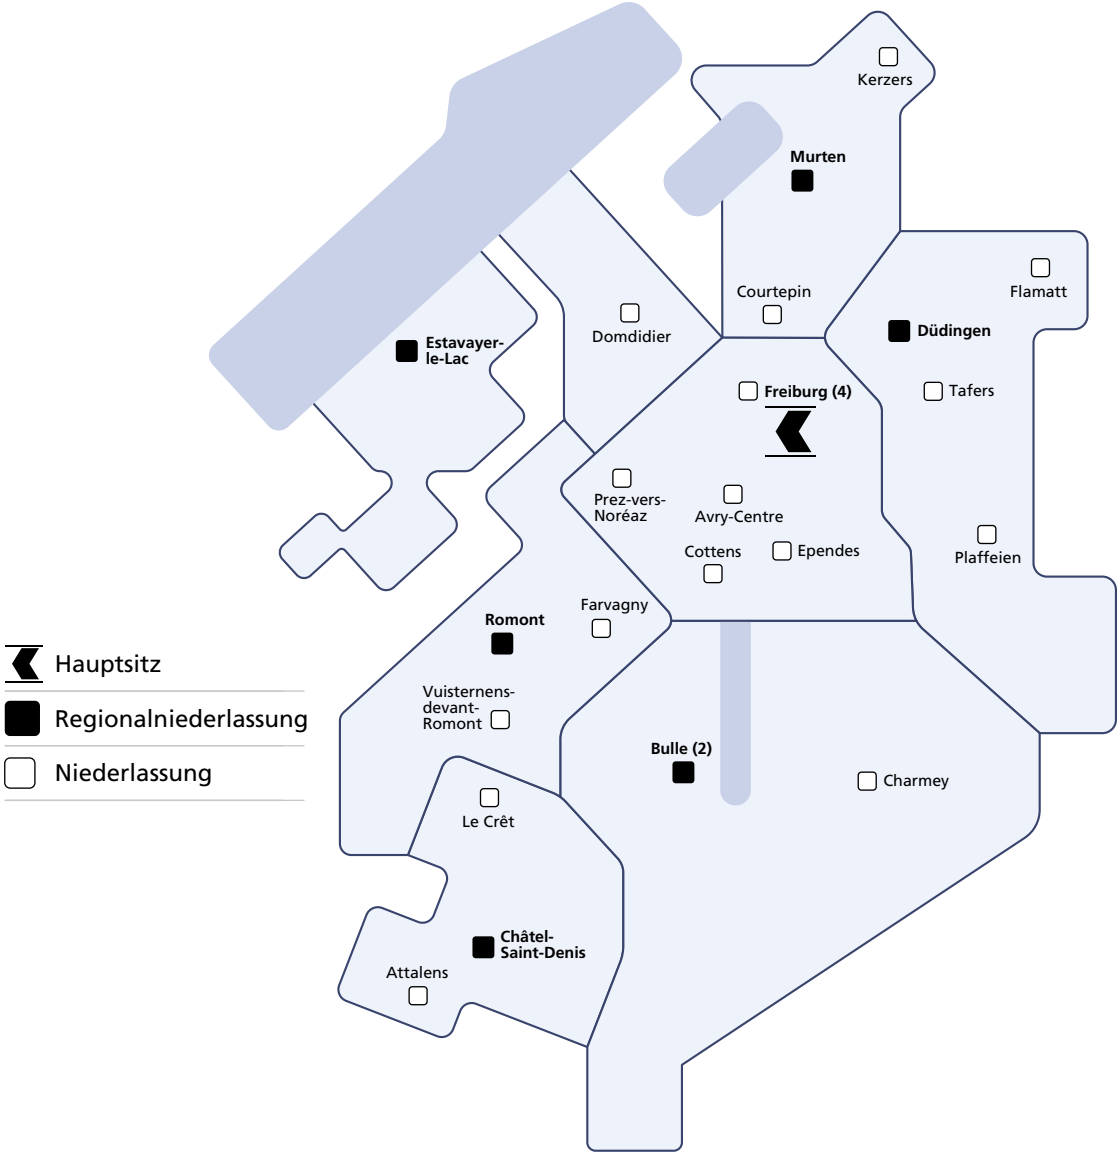 Kerzers
Murten
Flamatt
Courtepin
Düdingen
Domdidier
Estavayer-
le-Lac
Freiburg (4)
Tafers
Prez-vers-
Noréaz
Avry-Centre
Cottens
Ependes
Plaffeien
Farvagny
Romont
Vuisternens-
devant-
Romont
Bulle (2)
Charmey
Le Crêt
Châtel-
Saint-Denis
Attalens
Hauptsitz
Regionalniederlassung
Niederlassung